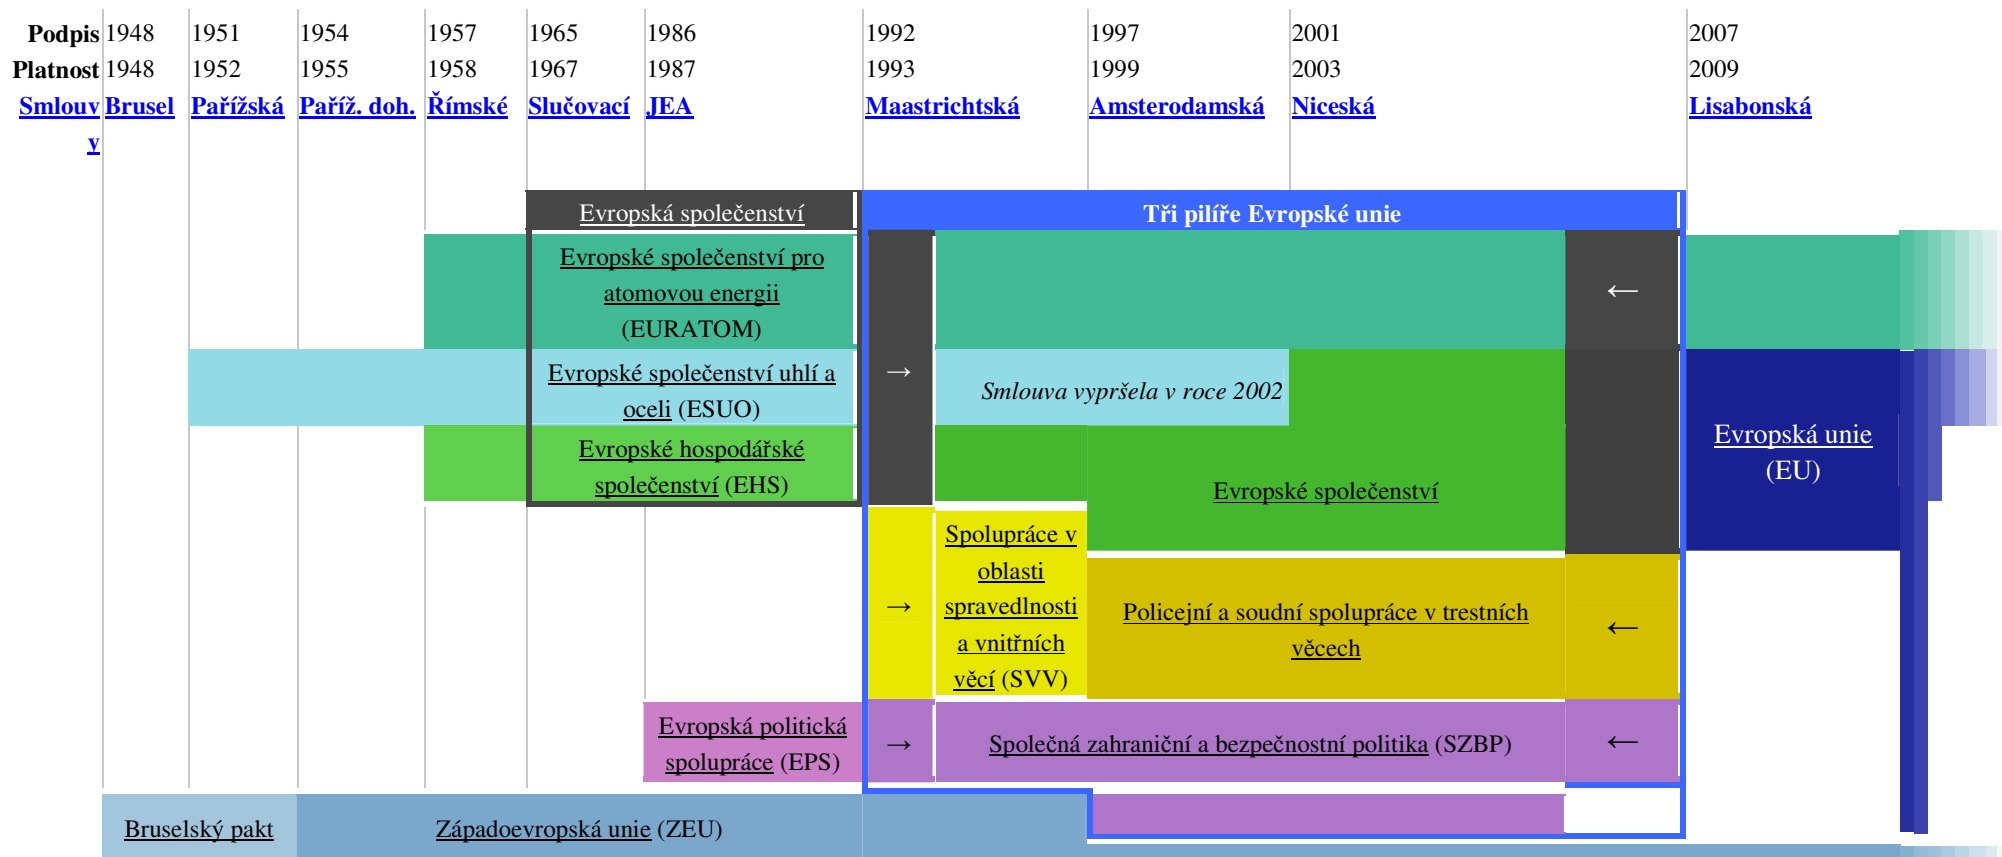 Podpis 1948 1951 1954 1957 1965 1986 1992 1997 2001 2007
Platnost 1948 1952 1955 1958 1967 1987 1993 1999 2003 2009
Smlouv Brusel Pařížská Paříž. doh. Římské Slučovací JEA Maastrichtská Amsterodamská Niceská Lisabonská
y
Evropská společenství
Tři pilíře Evropské unie
Evropské společenství pro
atomovou energii
(EURATOM)
←
Evropské společenství uhlí a
oceli (ESUO)
→
Smlouva vypršela v roce 2002
Evropské hospodářské
společenství (EHS)
Evropské společenství
Evropská unie
(EU)
→
Spolupráce v
oblasti
spravedlnosti
a vnitřních
věcí (SVV)
Policejní a soudní spolupráce v trestních
věcech
←
Evropská politická
spolupráce (EPS)
→
Společná zahraniční a bezpečnostní politika (SZBP)
←
Bruselský pakt
Západoevropská unie (ZEU)